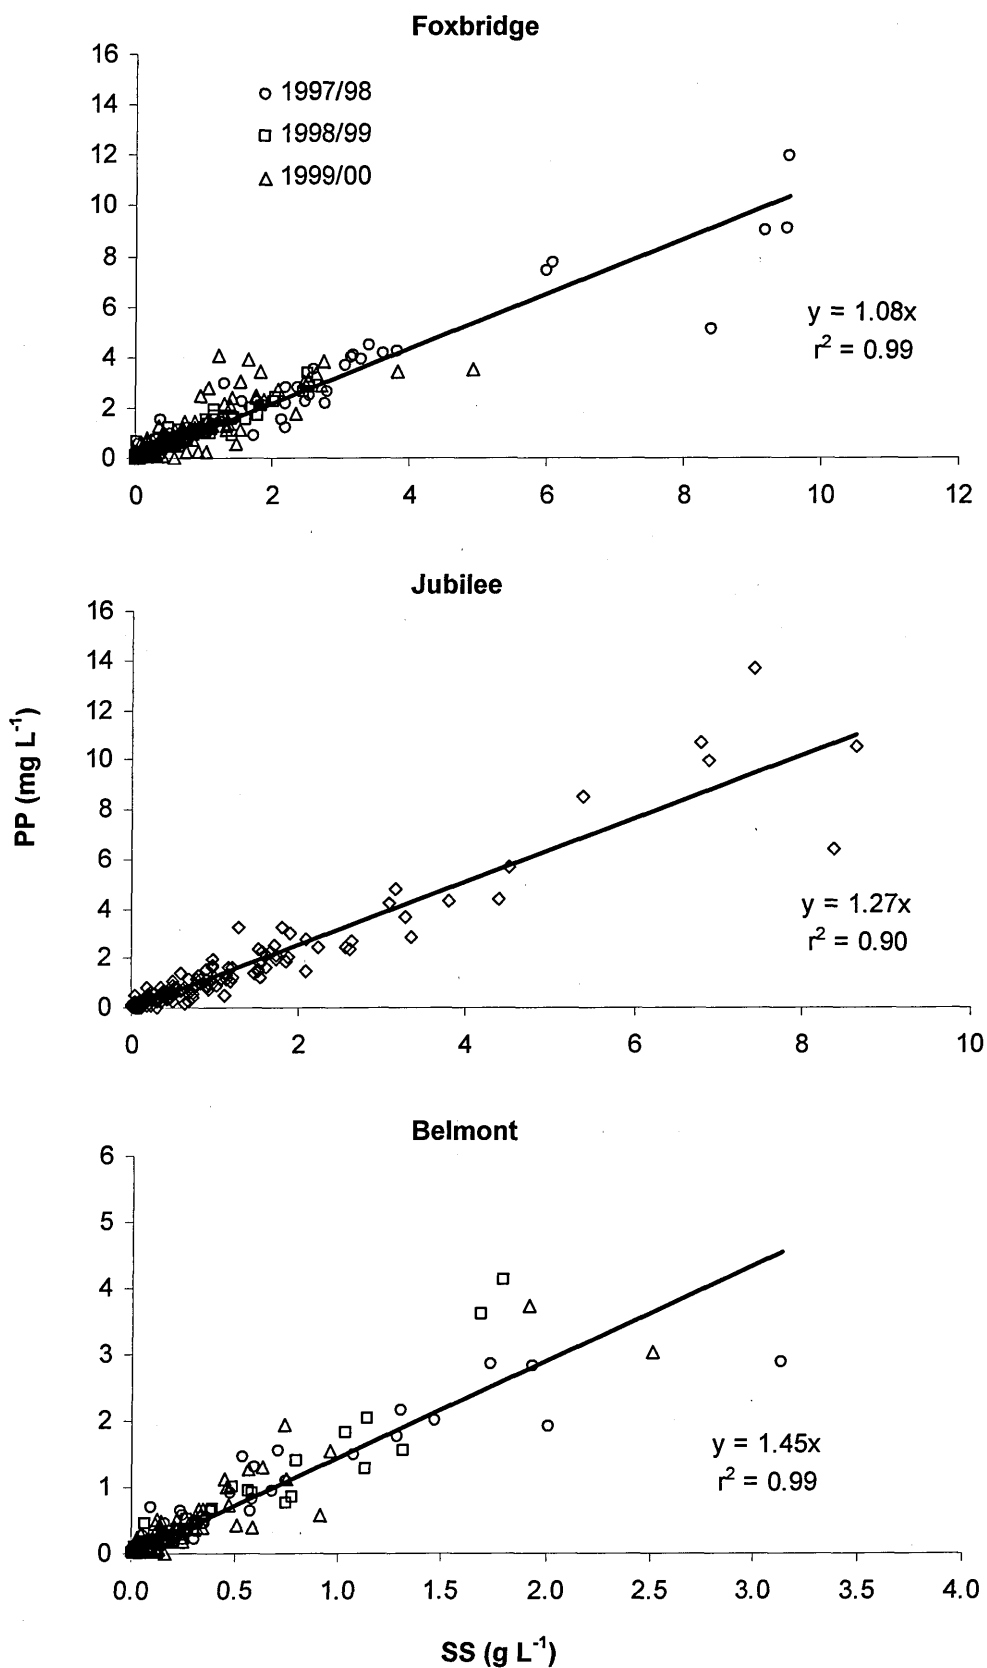 Foxbridge
16
14
12
10
8
6
4
2
0
1997/98
1998/99
1999/00
y = 1.08x
r² = 0.99
0 2 4 6 8 10 12
Jubilee
16
14
12
10
8
6
4
2
0
PP (mg L⁻¹)
y = 1.27x
r² = 0.90
0 2 4 6 8 10
Belmont
6
5
4
3
2
1
0
y = 1.45x
r² = 0.99
0.0 0.5 1.0 1.5 2.0 2.5 3.0 3.5 4.0
SS (g L⁻¹)